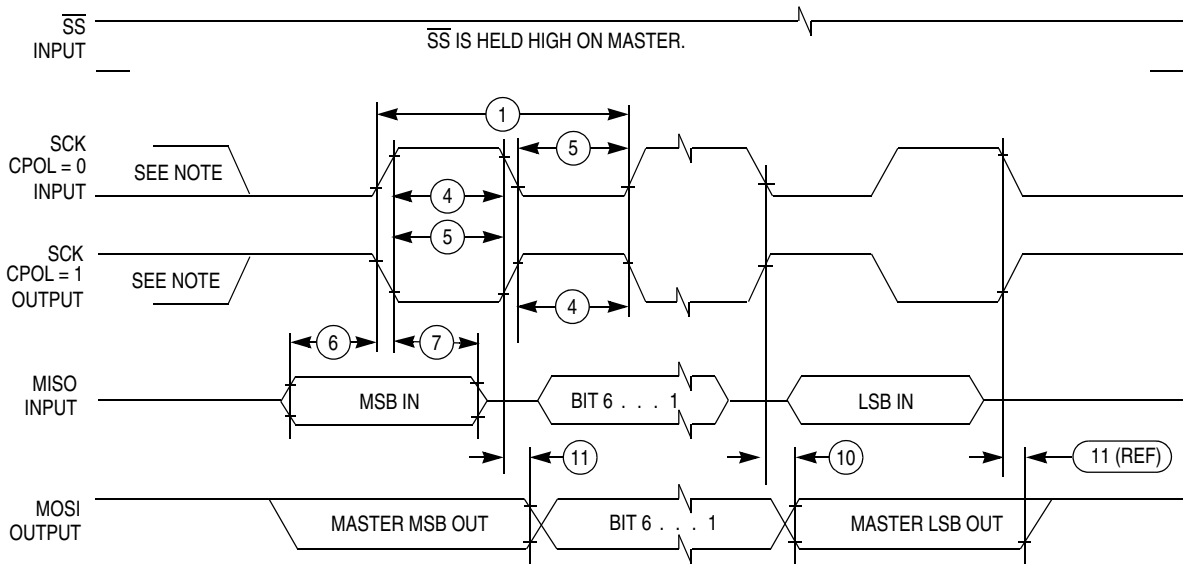 SS
INPUT
SS IS HELD HIGH ON MASTER.
1
SCK
CPOL = 0
INPUT
SEE NOTE
5
4
5
SCK
CPOL = 1
OUTPUT
SEE NOTE
4
6
7
MISO
INPUT
MSB IN
BIT 6 . . . 1
LSB IN
11
10
11 (REF)
MOSI
OUTPUT
MASTER MSB OUT
BIT 6 . . . 1
MASTER LSB OUT